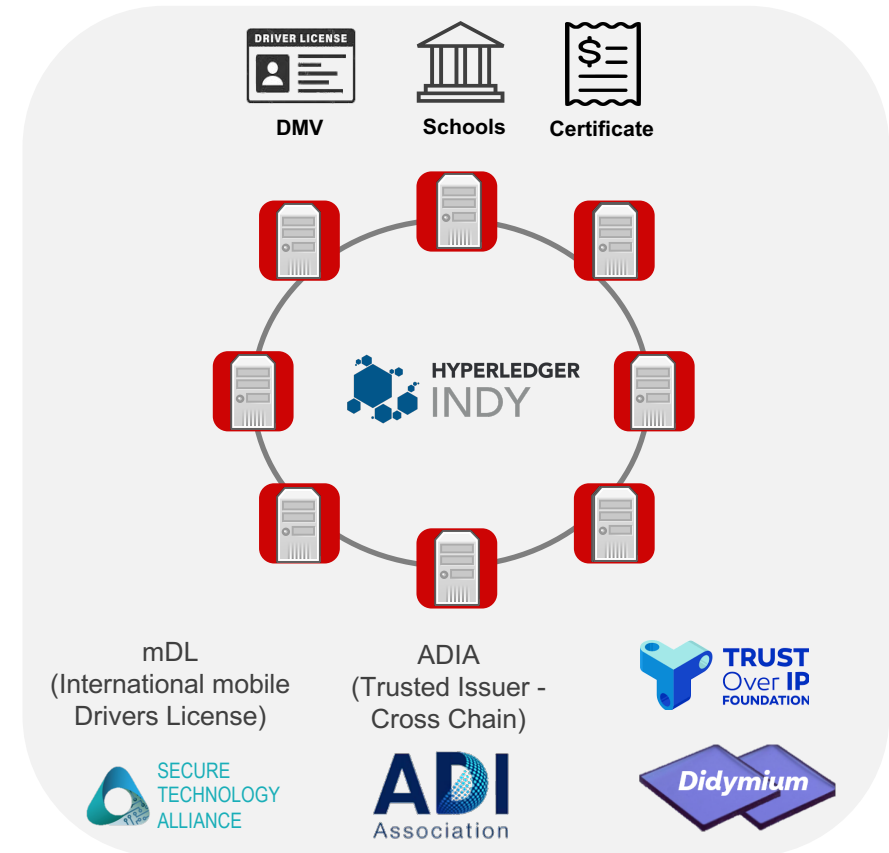 DRIVER LICENSE
DMV
Schools
Certificate
HYPERLEDGER
INDY
mDL
(International mobile
Drivers License)
ADIA
(Trusted Issuer -
Cross Chain)
TRUST
Over IP
FOUNDATION
SECURE
TECHNOLOGY
ALLIANCE
ADI
Association
Didymium